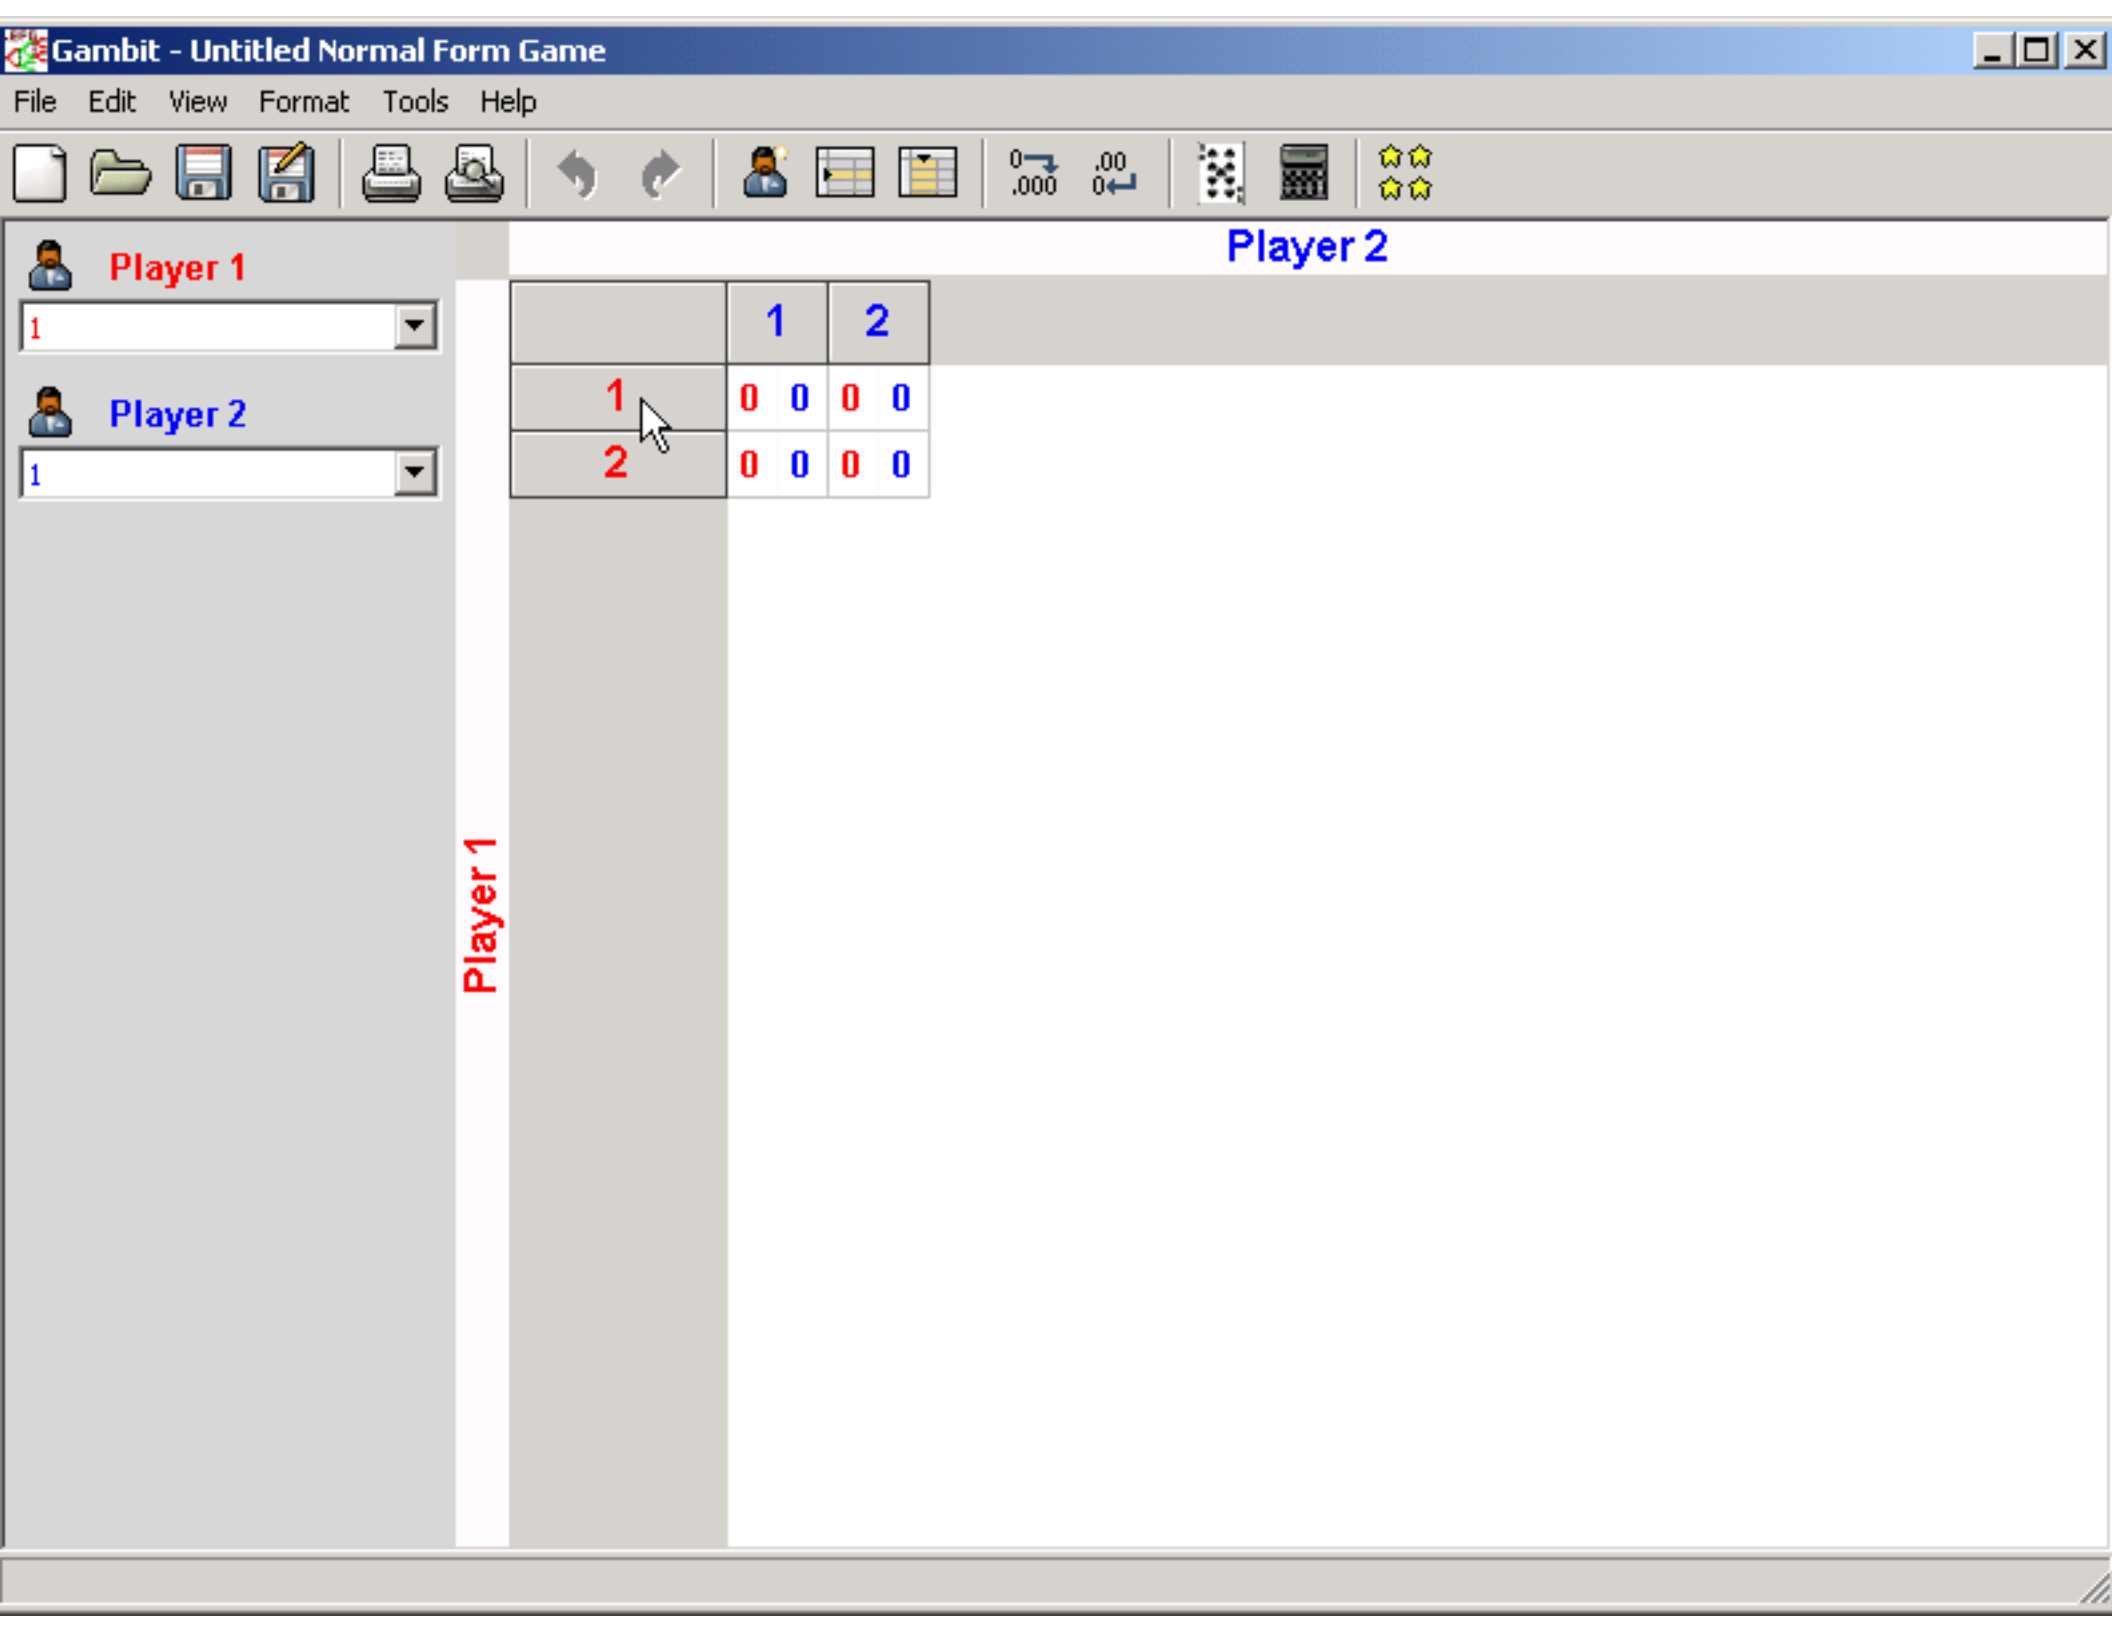 Gambit - Untitled Normal Form Game
File Edit View Format Tools Help
0 .000 .00 0
Player 1
1
Player 2
1
Player 2
Player 1
1 2
1 0 0 0 0
2 0 0 0 0